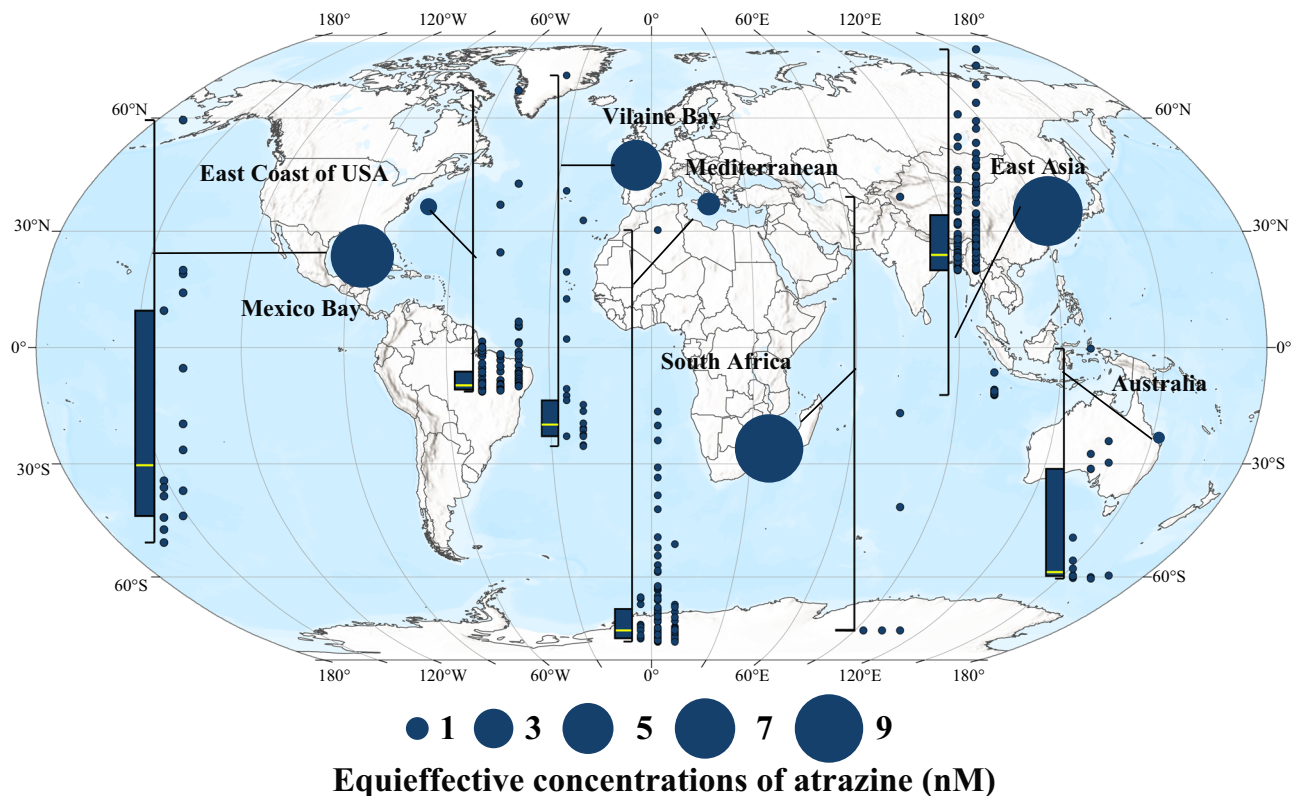 180° 120°W 60°W 0° 60°E 120°E 180°
60°N 60°N
Vilaine Bay
East Coast of USA
Mediterranean
East Asia
30°N 30°N
Mexico Bay
0° 0°
South Africa
Australia
30°S 30°S
60°S 60°S
180° 120°W 60°W 0° 60°E 120°E 180°
1 3 5 7 9
Equieffective concentrations of atrazine (nM)